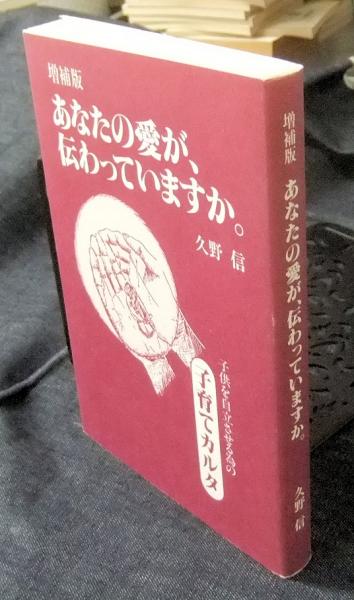 増補版
あなたの愛が、
伝わっていますか。
久野 信
子供を自立させる為の
子育てカルタ
増補版 あなたの愛が、伝わっていますか。 久野 信